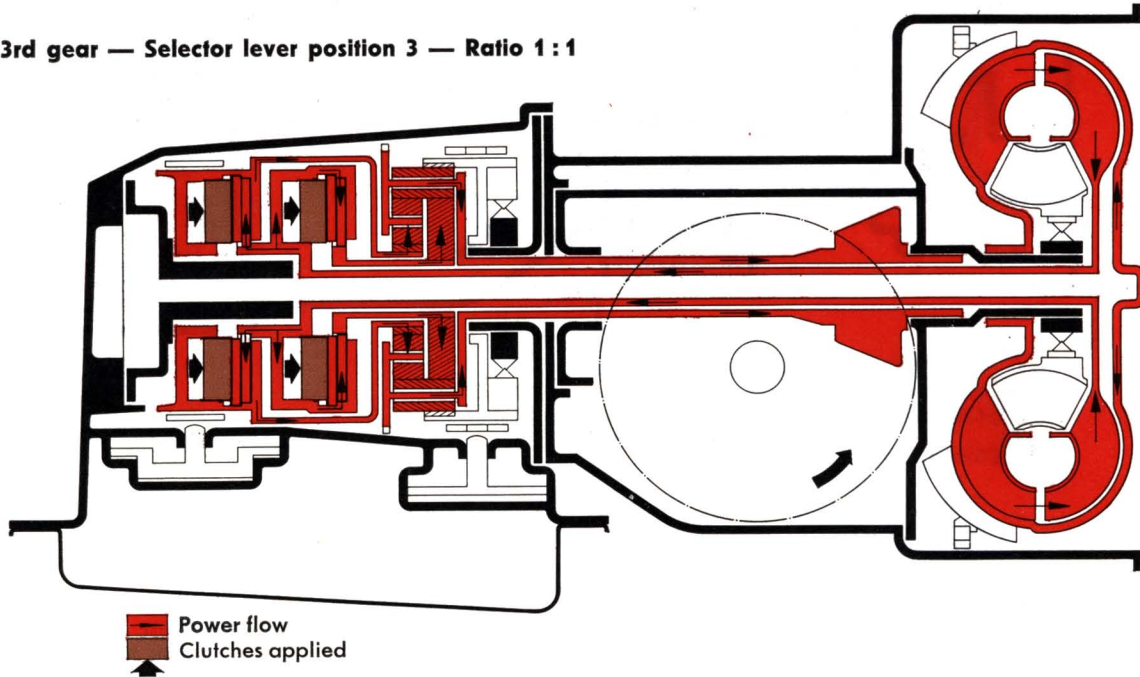 3rd gear — Selector lever position 3 — Ratio 1 : 1
Power flow
Clutches applied